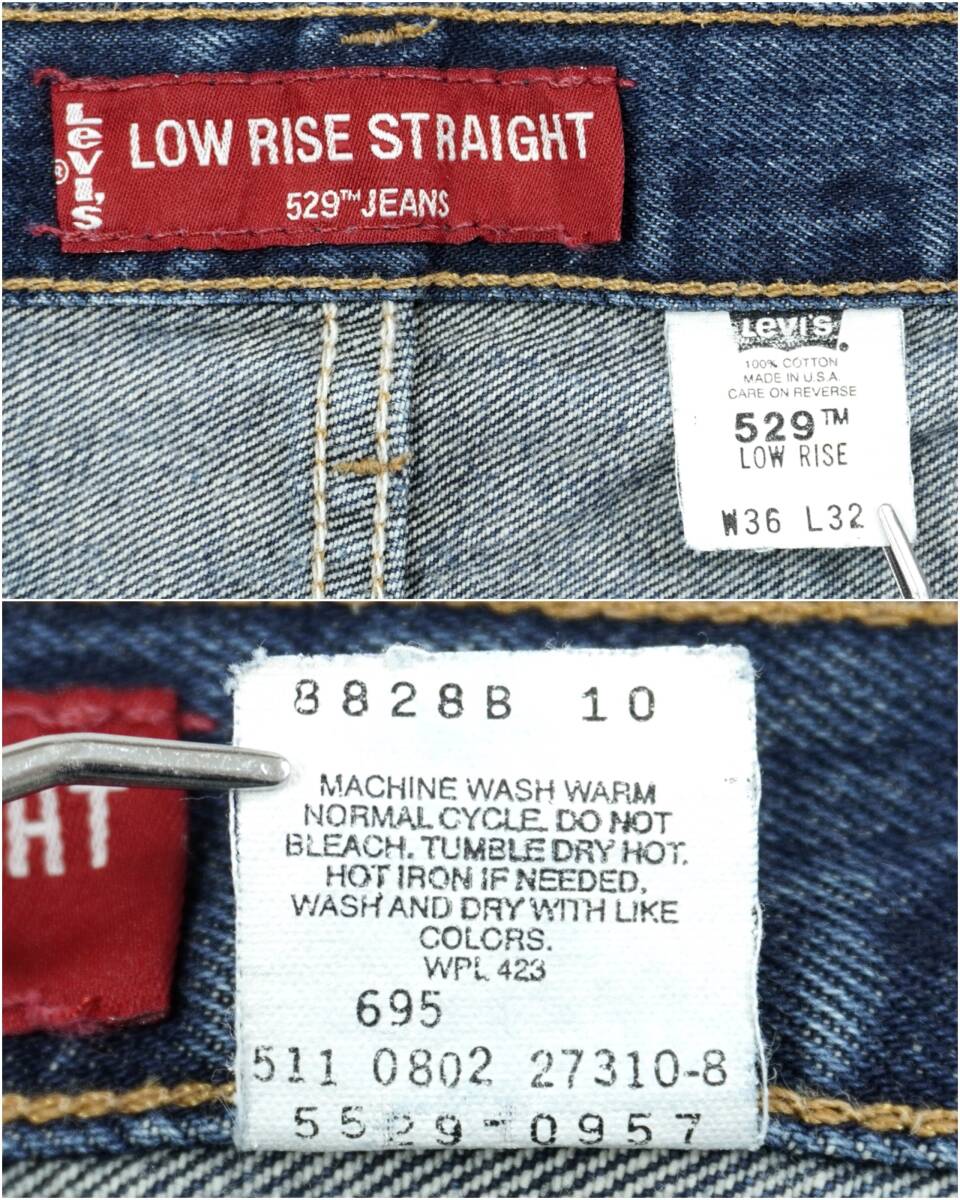 Levi's®
LOW RISE STRAIGHT
529™ JEANS
Levi's
100% COTTON
MADE IN U.S.A.
CARE ON REVERSE
529™
LOW RISE
W36 L32
HT
8828B 10
MACHINE WASH WARM
NORMAL CYCLE. DO NOT
BLEACH. TUMBLE DRY HOT.
HOT IRON IF NEEDED.
WASH AND DRY WITH LIKE
COLORS.
WPL 423
695
511 0802 27310-8
5529-0957